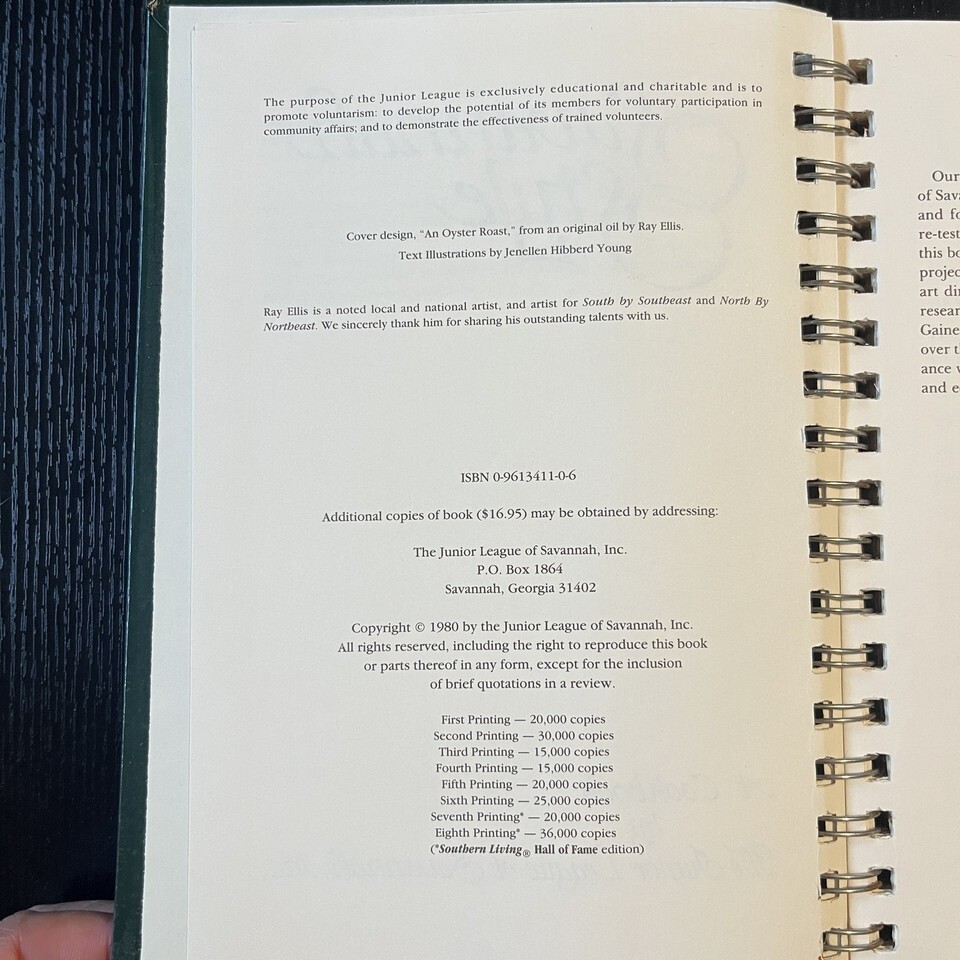 The purpose of the Junior League is exclusively educational and charitable and is to
promote voluntarism: to develop the potential of its members for voluntary participation in
community affairs; and to demonstrate the effectiveness of trained volunteers.
Cover design, "An Oyster Roast," from an original oil by Ray Ellis.
Text Illustrations by Jenellen Hibberd Young
Ray Ellis is a noted local and national artist, and artist for South by Southeast and North By
Northeast. We sincerely thank him for sharing his outstanding talents with us.
ISBN 0-9613411-0-6
Additional copies of book ($16.95) may be obtained by addressing:
The Junior League of Savannah, Inc.
P.O. Box 1864
Savannah, Georgia 31402
Copyright © 1980 by the Junior League of Savannah, Inc.
All rights reserved, including the right to reproduce this book
or parts thereof in any form, except for the inclusion
of brief quotations in a review.
First Printing — 20,000 copies
Second Printing — 30,000 copies
Third Printing — 15,000 copies
Fourth Printing — 15,000 copies
Fifth Printing — 20,000 copies
Sixth Printing — 25,000 copies
Seventh Printing* — 20,000 copies
Eighth Printing* — 36,000 copies
(*Southern Living® Hall of Fame edition)
Our
of Sav
and fo
re-test
this bo
projec
art di
resear
Gaine
over t
ance
and e